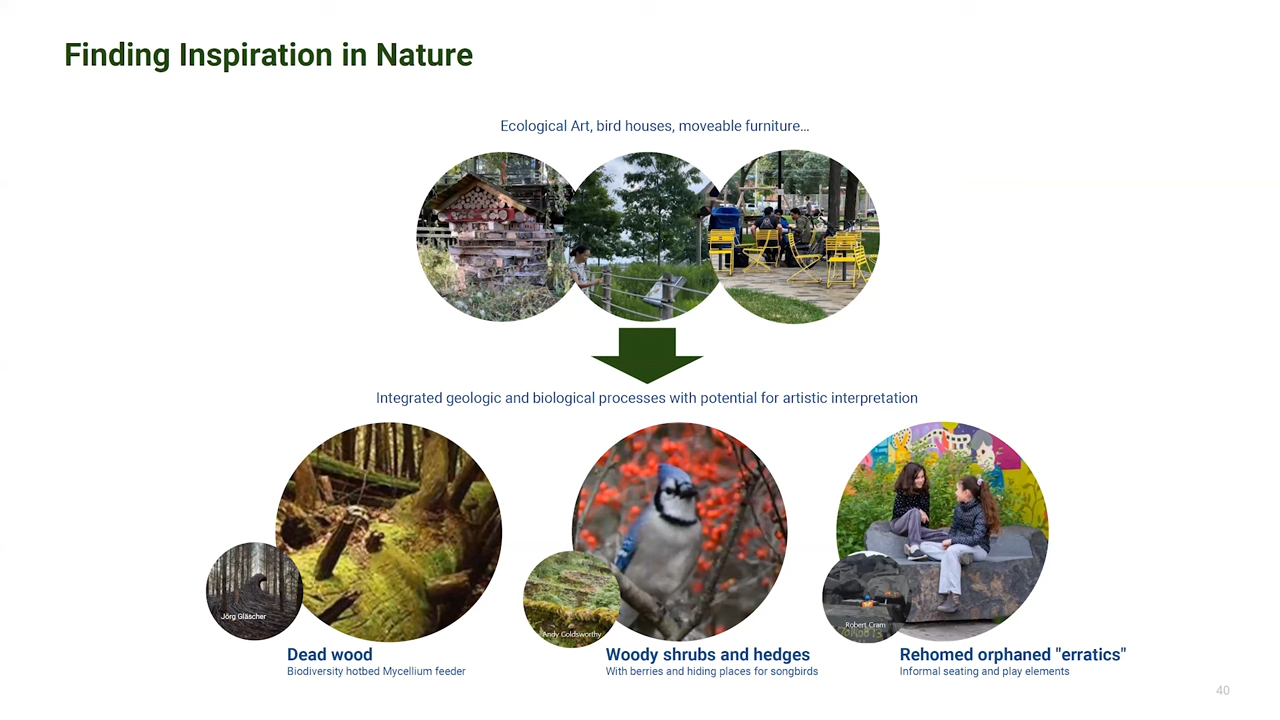 Finding Inspiration in Nature
Ecological Art, bird houses, moveable furniture...
Integrated geologic and biological processes with potential for artistic interpretation
Jörg Gläscher
Andy Goldsworthy
Robert Cram
Dead wood
Biodiversity hotbed Mycellium feeder
Woody shrubs and hedges
With berries and hiding places for songbirds
Rehomed orphaned "erratics"
Informal seating and play elements
40